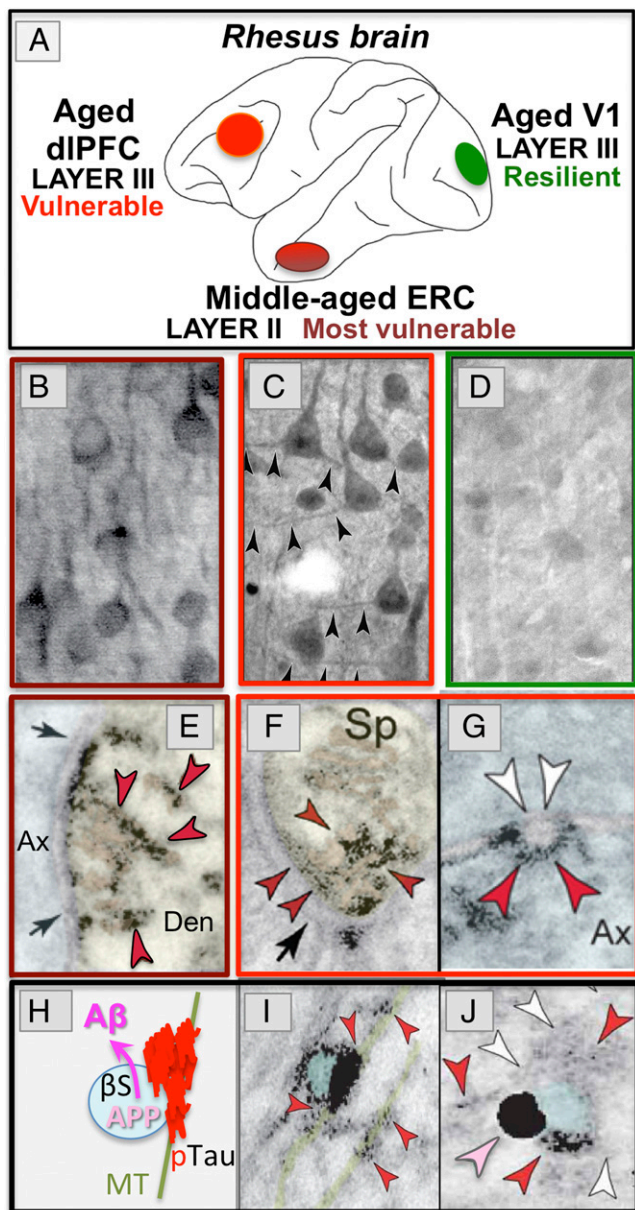 A
Rhesus brain
Aged
dlPFC
LAYER III
Vulnerable
Aged V1
LAYER III
Resilient
Middle-aged ERC
LAYER II Most vulnerable
B
C
D
E
Ax
Den
F
Sp
G
Ax
H
Aβ
βS
APP
pTau
MT
I
J